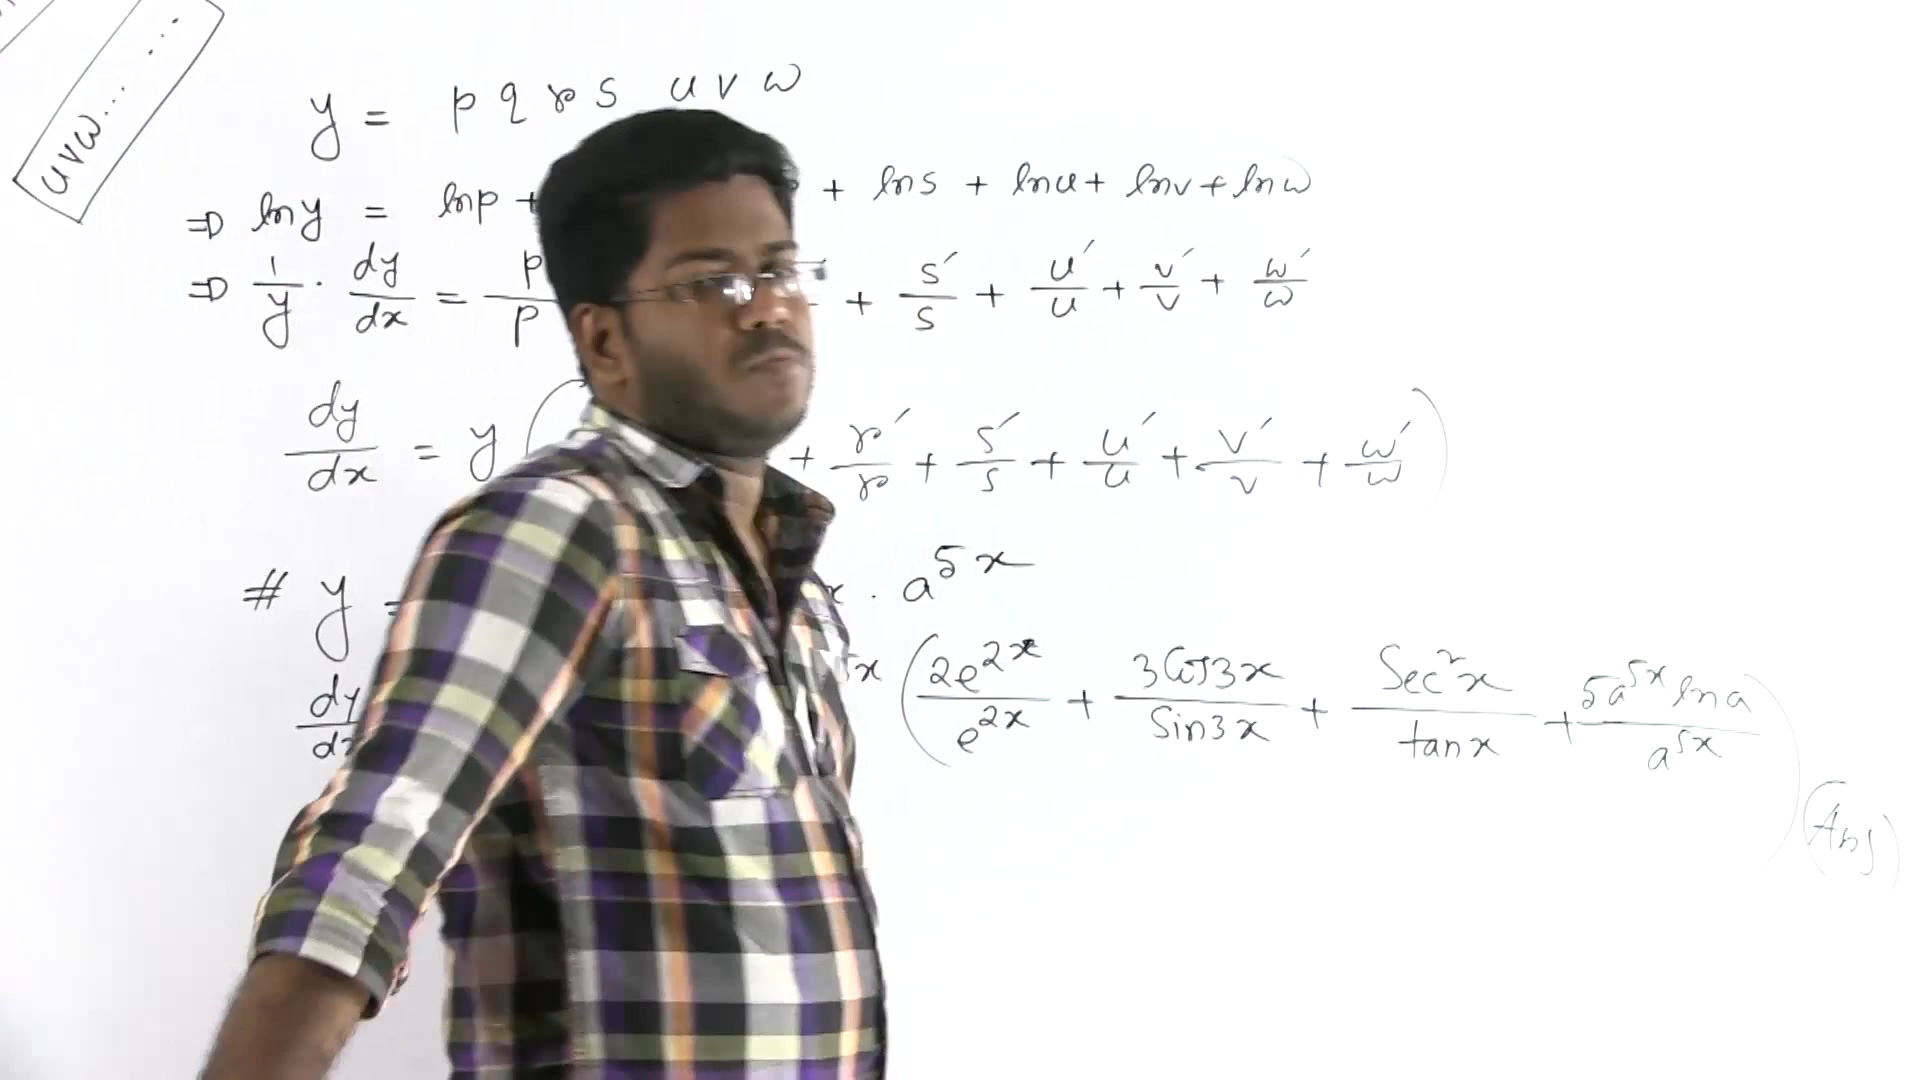 uvw... ...
y = p q r s u v w
⇒ ln y = ln p + + ln s + ln u + ln v + ln w
⇒ 1/y · dy/dx = p/p + s′/s + u′/u + v′/v + w′/w
dy/dx = y ( + r′/r + s′/s + u′/u + v′/v + w′/w )
# y = x . a^5x
dy/dx 5x ( 2e^2x/e^2x + 3Cos3x/Sin3x + Sec²x/tanx + 5a^5x ln a/a^5x )
(Ans)